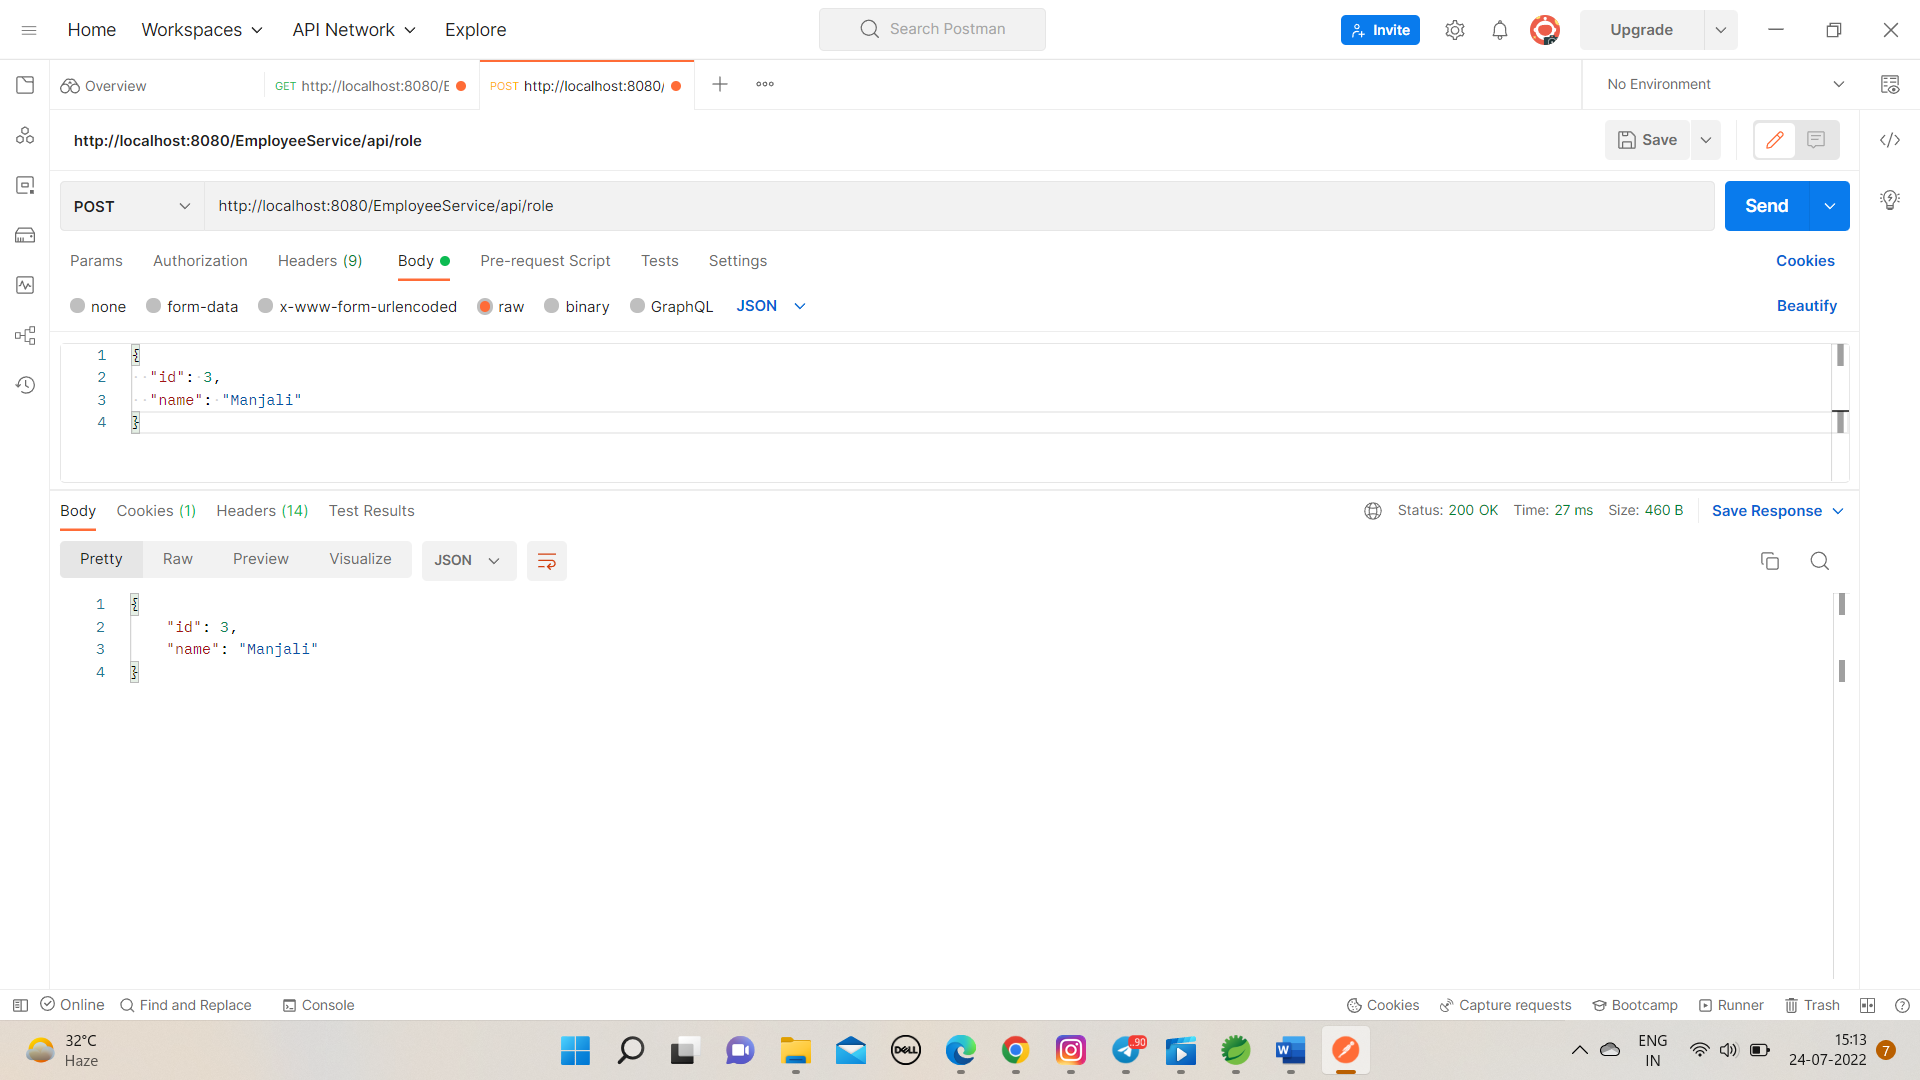 Home Workspaces API Network Explore Search Postman Invite Upgrade
Overview GET http://localhost:8080/E POST http://localhost:8080/ No Environment
http://localhost:8080/EmployeeService/api/role Save
POST http://localhost:8080/EmployeeService/api/role Send
Params Authorization Headers (9) Body Pre-request Script Tests Settings Cookies
none form-data x-www-form-urlencoded raw binary GraphQL JSON Beautify
1 {
2 "id": 3,
3 "name": "Manjali"
4 }
Body Cookies (1) Headers (14) Test Results Status: 200 OK Time: 27 ms Size: 460 B Save Response
Pretty Raw Preview Visualize JSON
1 {
2 "id": 3,
3 "name": "Manjali"
4 }
Online Find and Replace Console Cookies Capture requests Bootcamp Runner Trash
32°C
Haze
DELL
90
W
ENG
IN
15:13
24-07-2022
7